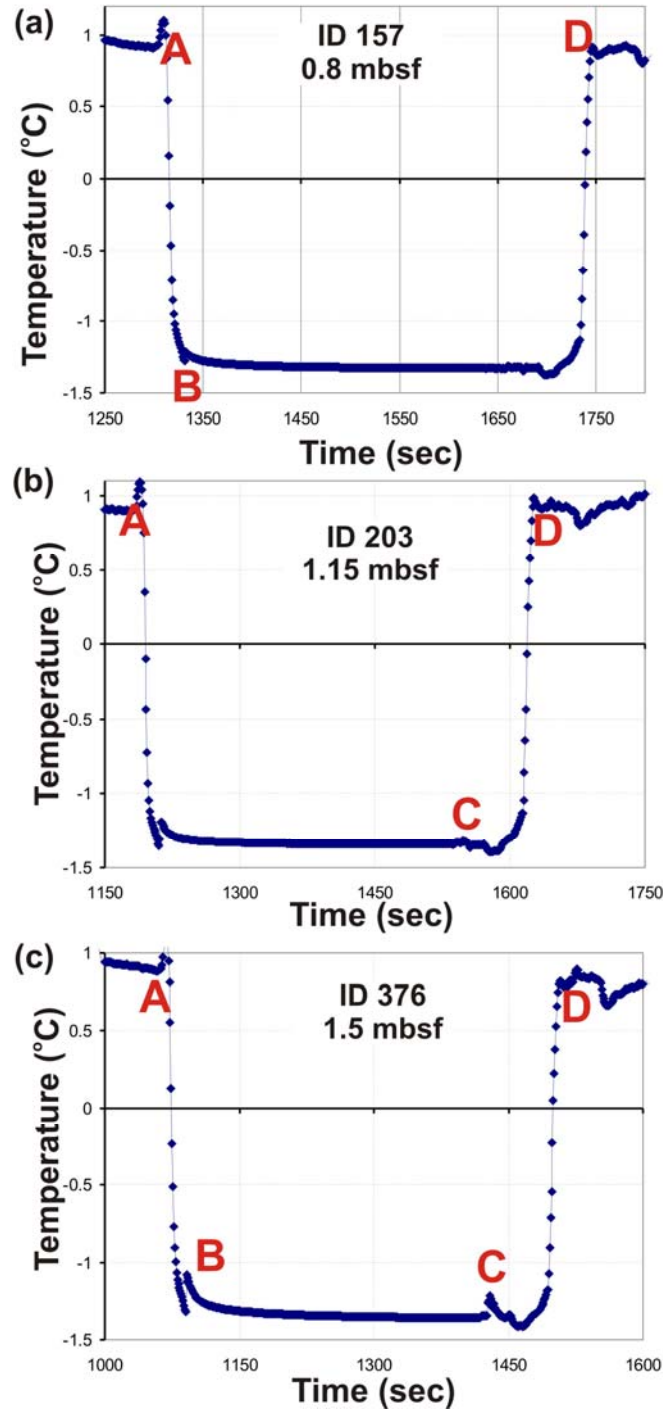 (a)
ID 157
0.8 mbsf
A
B
D
Temperature (°C)
1
0.5
0
-0.5
-1
-1.5
1250 1350 1450 1550 1650 1750
Time (sec)
(b)
ID 203
1.15 mbsf
A
C
D
Temperature (°C)
1
0.5
0
-0.5
-1
-1.5
1150 1300 1450 1600 1750
Time (sec)
(c)
ID 376
1.5 mbsf
A
B
C
D
Temperature (°C)
1
0.5
0
-0.5
-1
-1.5
1000 1150 1300 1450 1600
Time (sec)